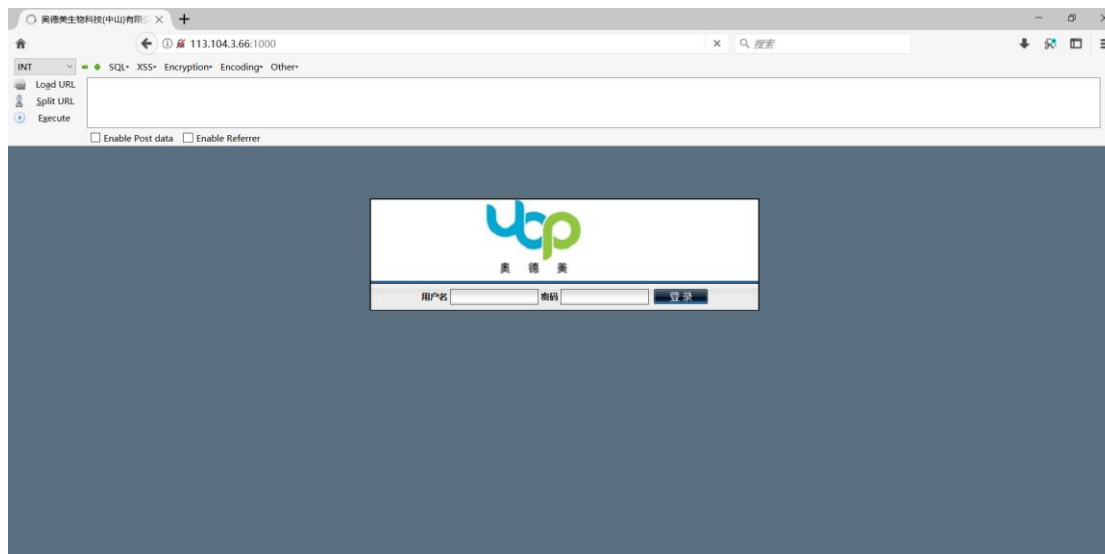 奥德美生物科技(中山)有限
113.104.3.66:1000
搜索
INT SQL▾ XSS▾ Encryption▾ Encoding▾ Other▾
Load URL
Split URL
Execute
Enable Post data Enable Referrer
ucp
奥 德 美
用户名 密码 登 录